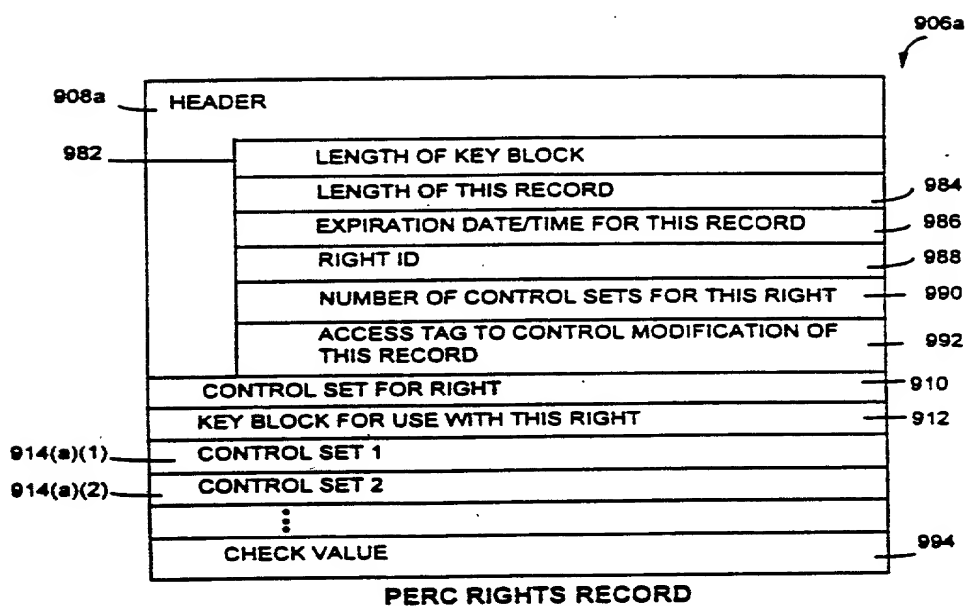 906a
908a HEADER
982 LENGTH OF KEY BLOCK
LENGTH OF THIS RECORD 984
EXPIRATION DATE/TIME FOR THIS RECORD 986
RIGHT ID 988
NUMBER OF CONTROL SETS FOR THIS RIGHT 990
ACCESS TAG TO CONTROL MODIFICATION OF
THIS RECORD 992
CONTROL SET FOR RIGHT 910
KEY BLOCK FOR USE WITH THIS RIGHT 912
914(a)(1) CONTROL SET 1
914(a)(2) CONTROL SET 2
⋮
CHECK VALUE 994
PERC RIGHTS RECORD